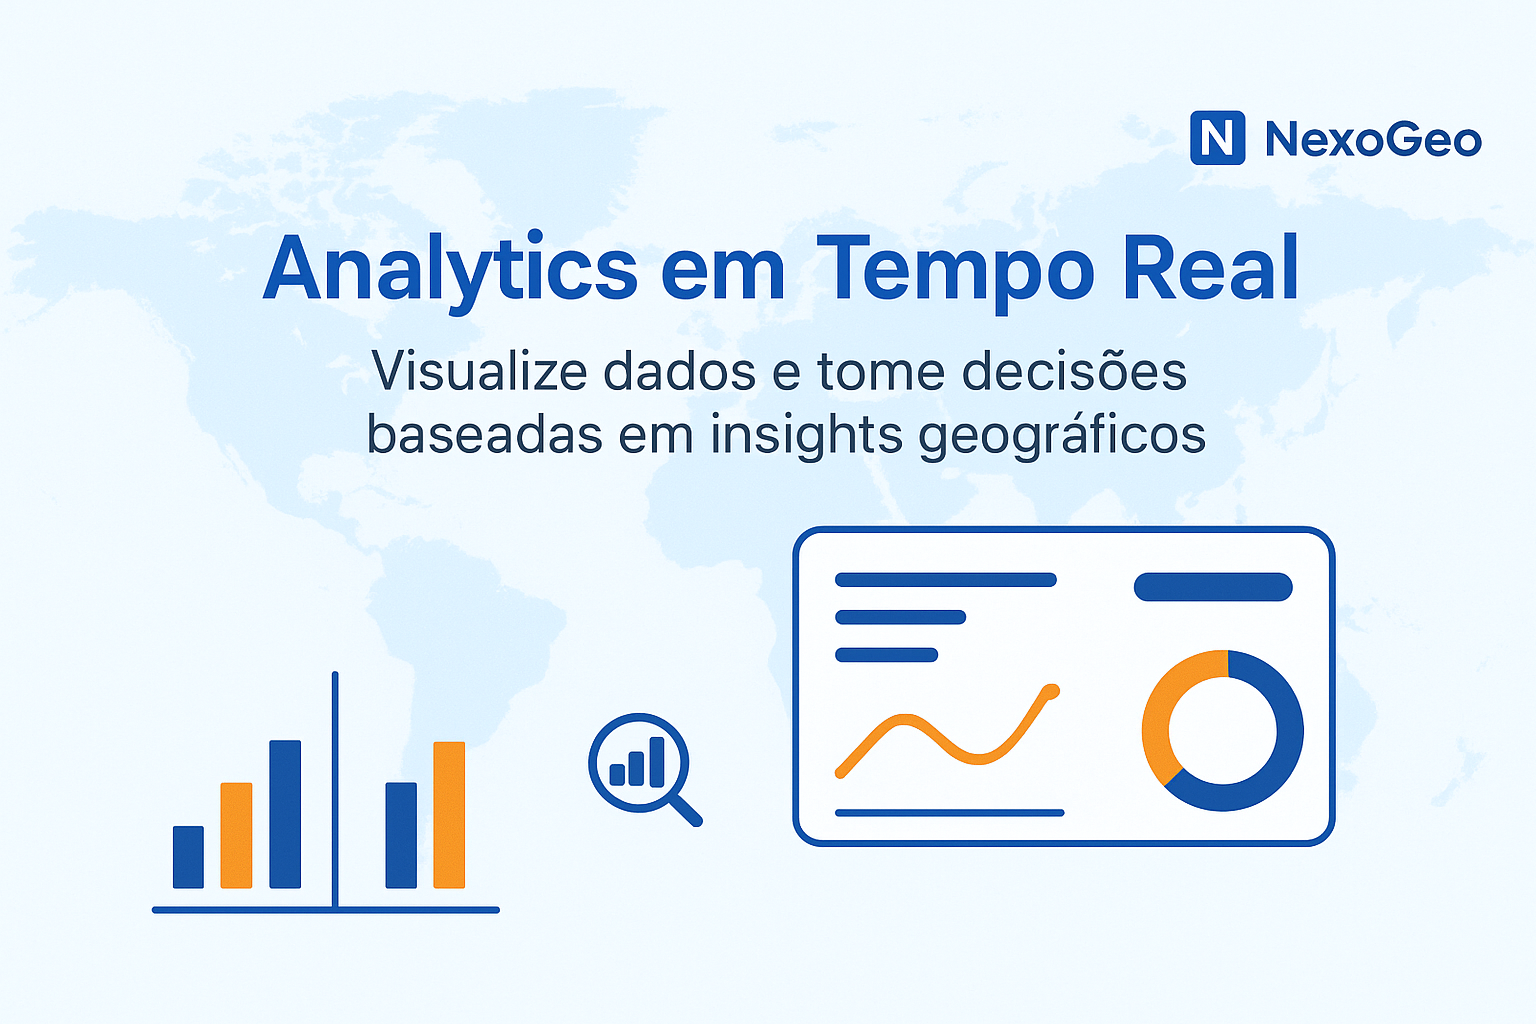 N NexoGeo
Analytics em Tempo Real
Visualize dados e tome decisões
baseadas em insights geográficos